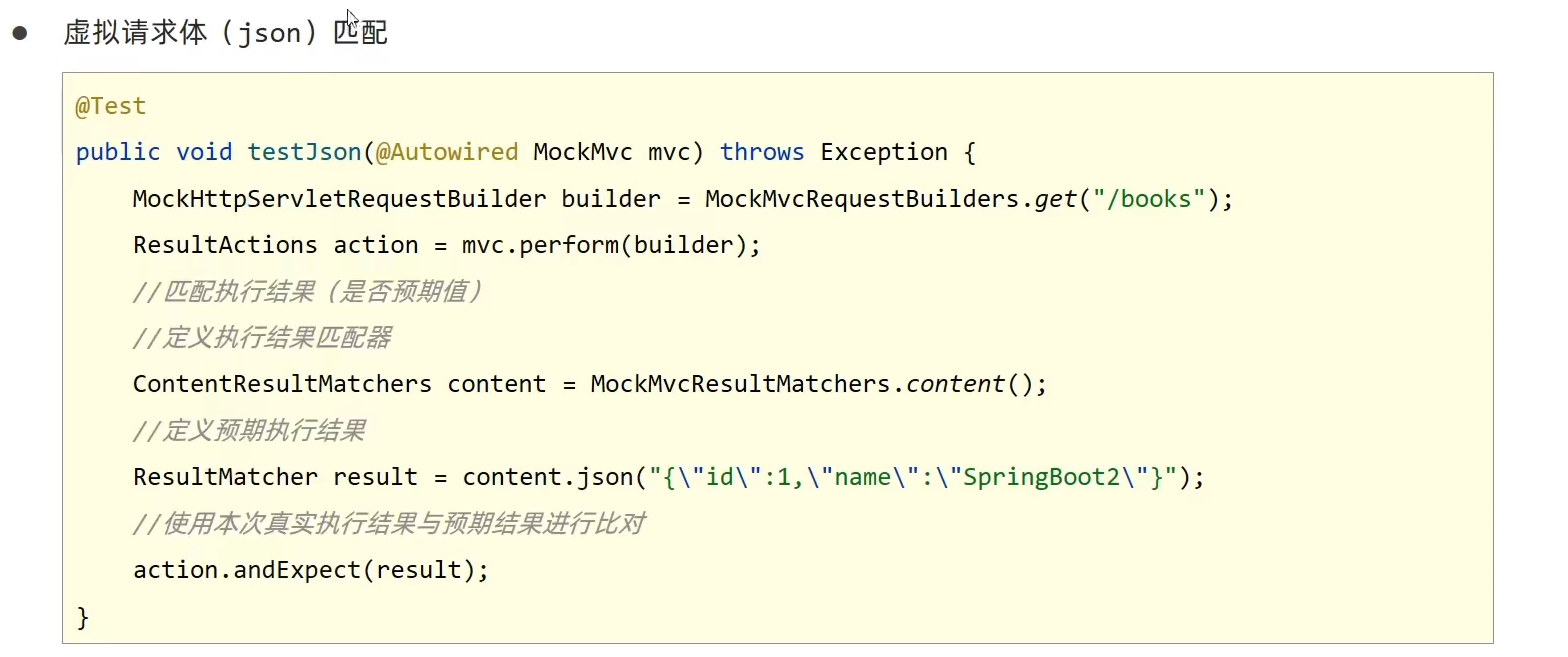 ● 虚拟请求体（json）匹配
@Test
public void testJson(@Autowired MockMvc mvc) throws Exception {
    MockHttpServletRequestBuilder builder = MockMvcRequestBuilders.get("/books");
    ResultActions action = mvc.perform(builder);
    //匹配执行结果（是否预期值）
    //定义执行结果匹配器
    ContentResultMatchers content = MockMvcResultMatchers.content();
    //定义预期执行结果
    ResultMatcher result = content.json("{\"id\":1,\"name\":\"SpringBoot2\"}");
    //使用本次真实执行结果与预期结果进行比对
    action.andExpect(result);
}